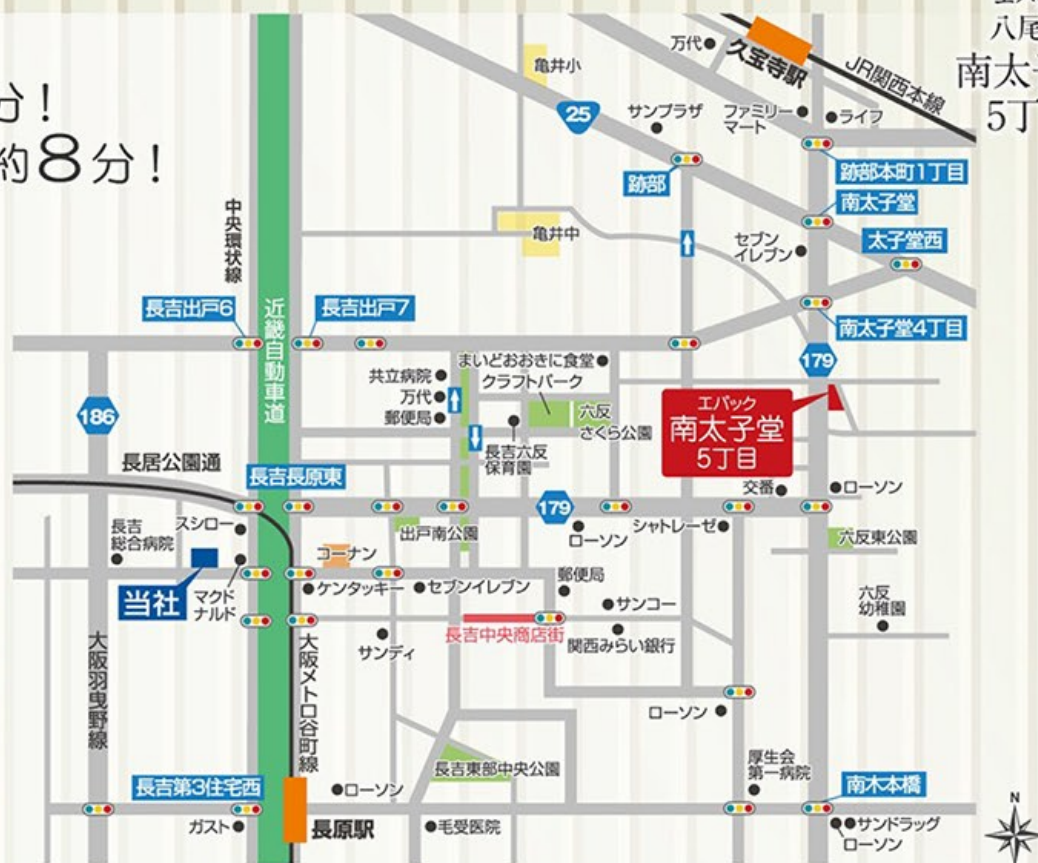 分！
約8分！
八尾
南太
5丁
万代
久宝寺駅
JR関西本線
亀井小
25
サンプラザ
ファミリー
マート
ライフ
跡部
跡部本町1丁目
南太子堂
太子堂西
中央環状線
亀井中
セブン
イレブン
長吉出戸6
長吉出戸7
近畿自動車道
南太子堂4丁目
179
まいどおおきに食堂
共立病院
クラフトパーク
万代
郵便局
六反
さくら公園
エパック
南太子堂
5丁目
186
長吉六反
保育園
長居公園通
長吉長原東
交番
ローソン
179
長吉
総合病院
スシロー
出戸南公園
ローソン
シャトレーゼ
六反東公園
コーナン
当社
マクド
ナルド
ケンタッキー
セブンイレブン
郵便局
サンコー
六反
幼稚園
長吉中央商店街
関西みらい銀行
サンディ
大阪羽曳野線
大阪メトロ谷町線
ローソン
長吉東部中央公園
厚生会
第一病院
長吉第3住宅西
ローソン
南木本橋
ガスト
長原駅
毛受医院
サンドラッグ
ローソン
N